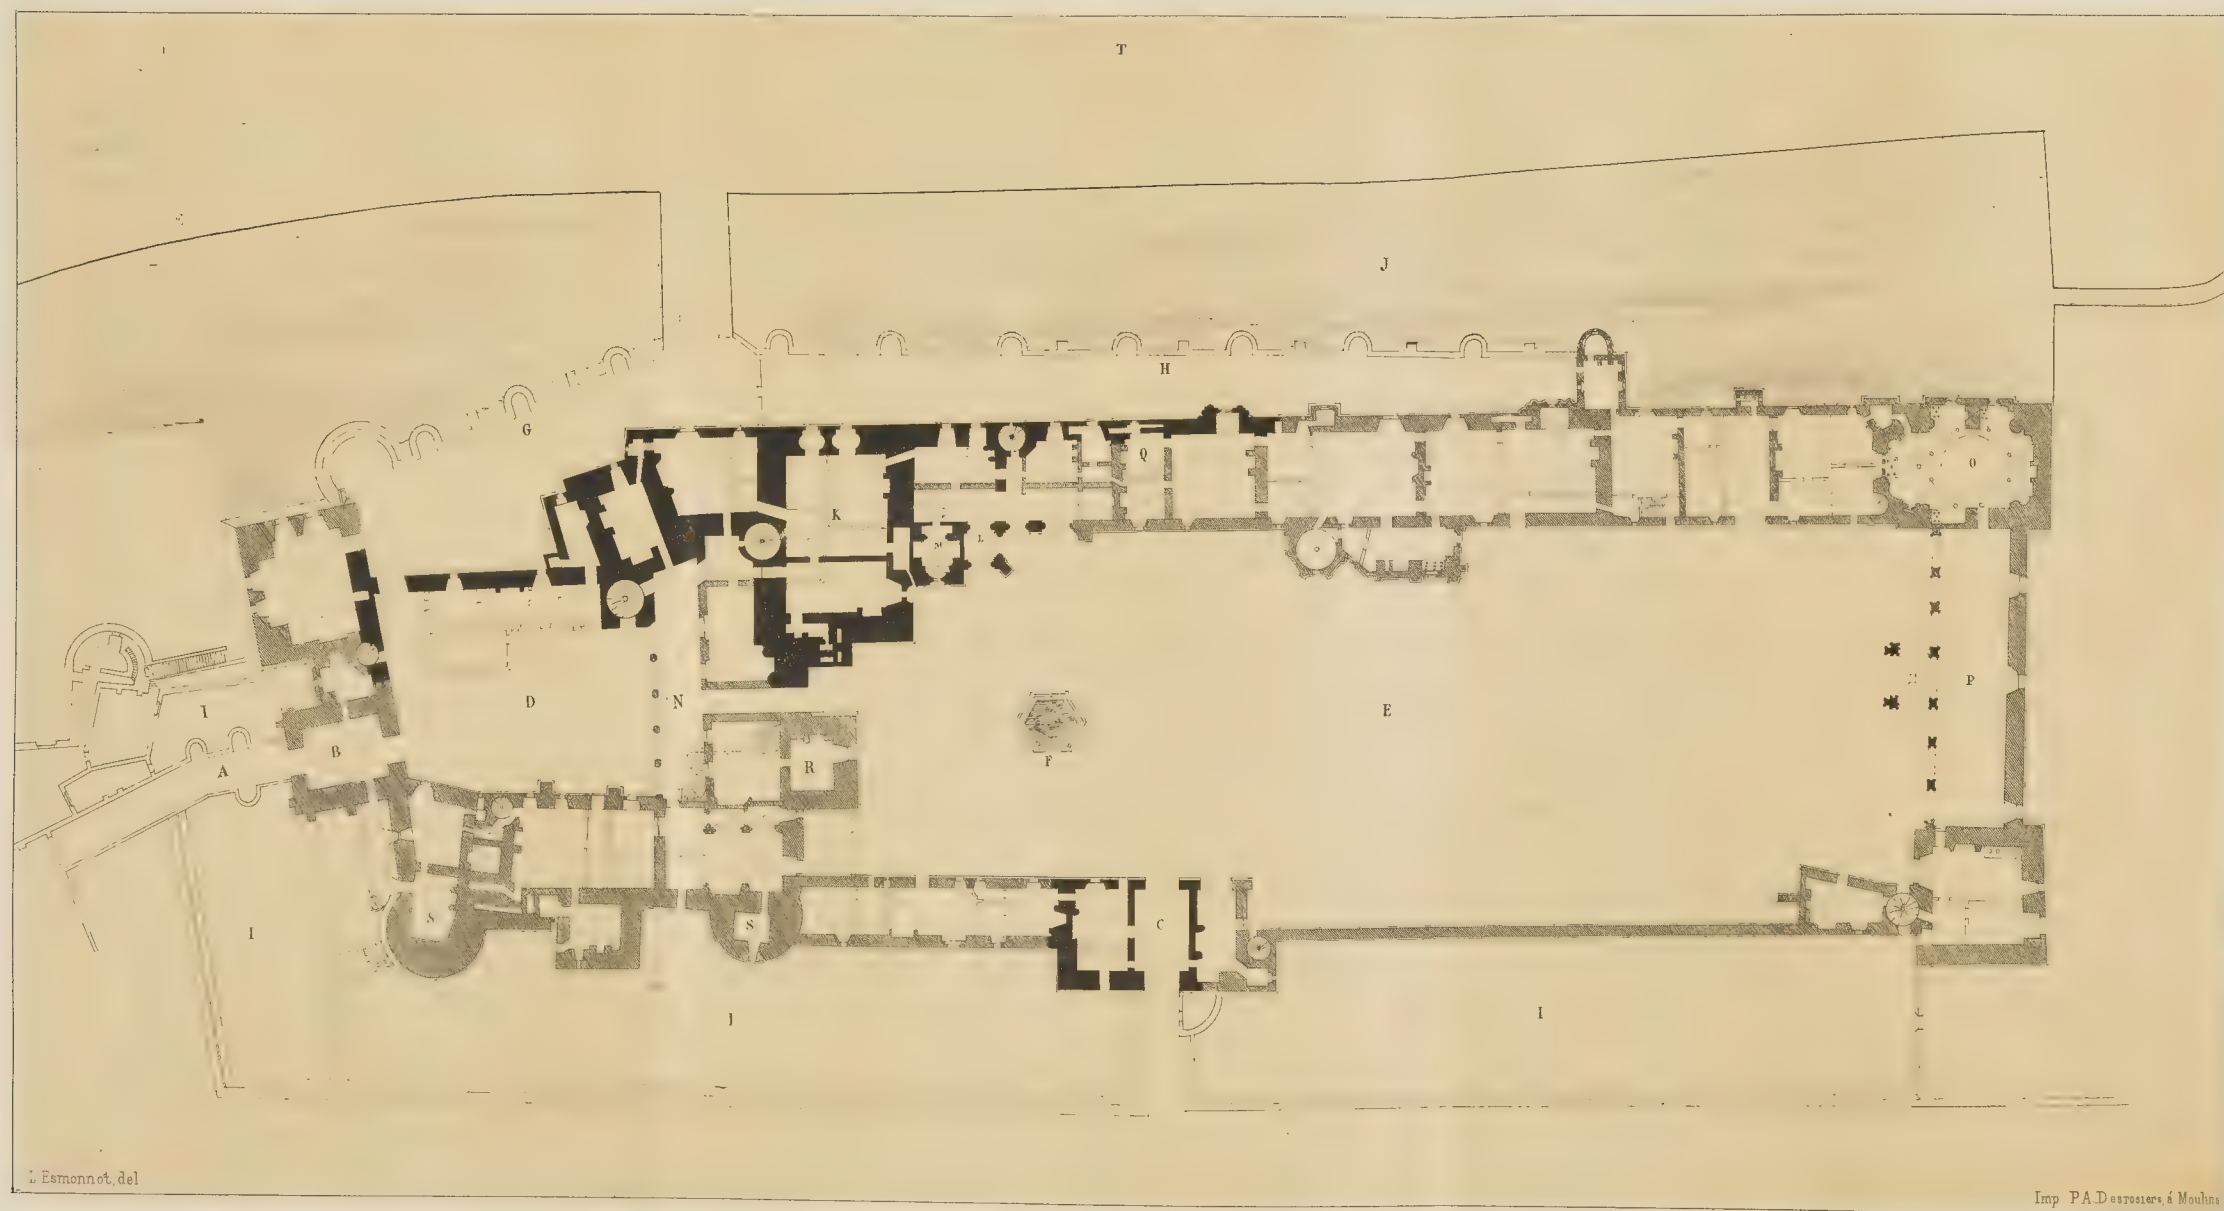 T
J
H
G
Q
O
K
M
L
D
N
E
P
I
B
A
F
R
S
S
C
I
I
I
L Esmonnot, del
Imp P.A. Desrosiers, á Moulins